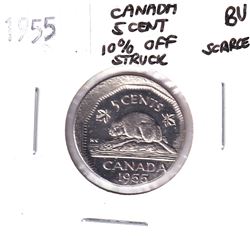 1955
CANADA
5 CENT
10% OFF
STRUCK
BU
SCARCE
5 CENTS
CANADA
1955